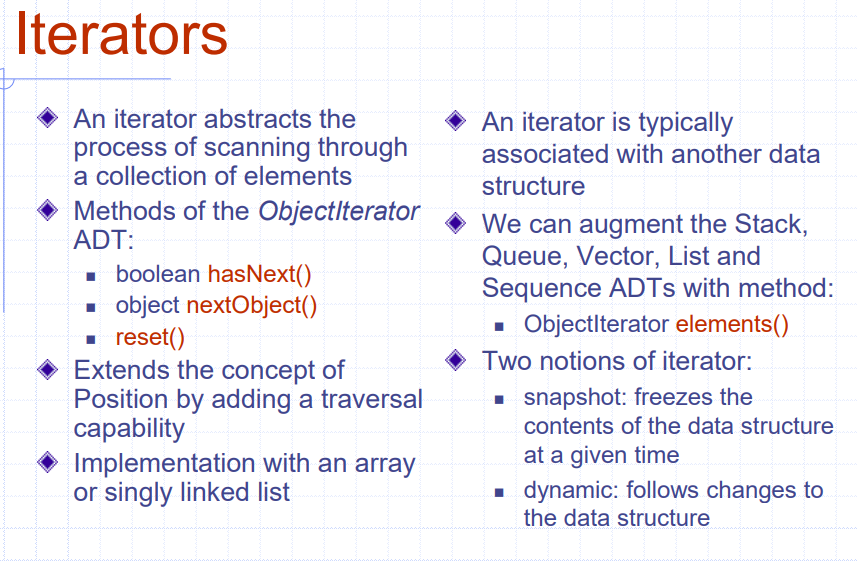 Iterators
An iterator abstracts the
process of scanning through
a collection of elements
Methods of the ObjectIterator
ADT:
boolean hasNext()
object nextObject()
reset()
Extends the concept of
Position by adding a traversal
capability
Implementation with an array
or singly linked list
An iterator is typically
associated with another data
structure
We can augment the Stack,
Queue, Vector, List and
Sequence ADTs with method:
ObjectIterator elements()
Two notions of iterator:
snapshot: freezes the
contents of the data structure
at a given time
dynamic: follows changes to
the data structure